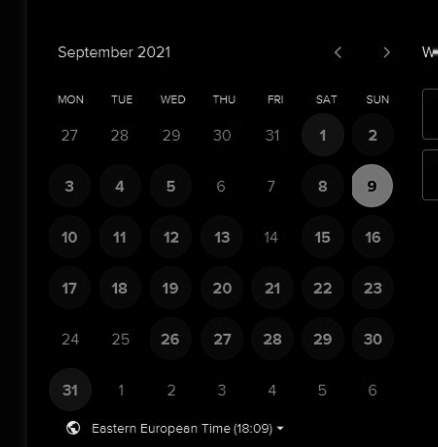 September 2021
MON TUE WED THU FRI SAT SUN
27 28 29 30 31 1 2
3 4 5 6 7 8 9
10 11 12 13 14 15 16
17 18 19 20 21 22 23
24 25 26 27 28 29 30
31 1 2 3 4 5 6
Eastern European Time (18:09)